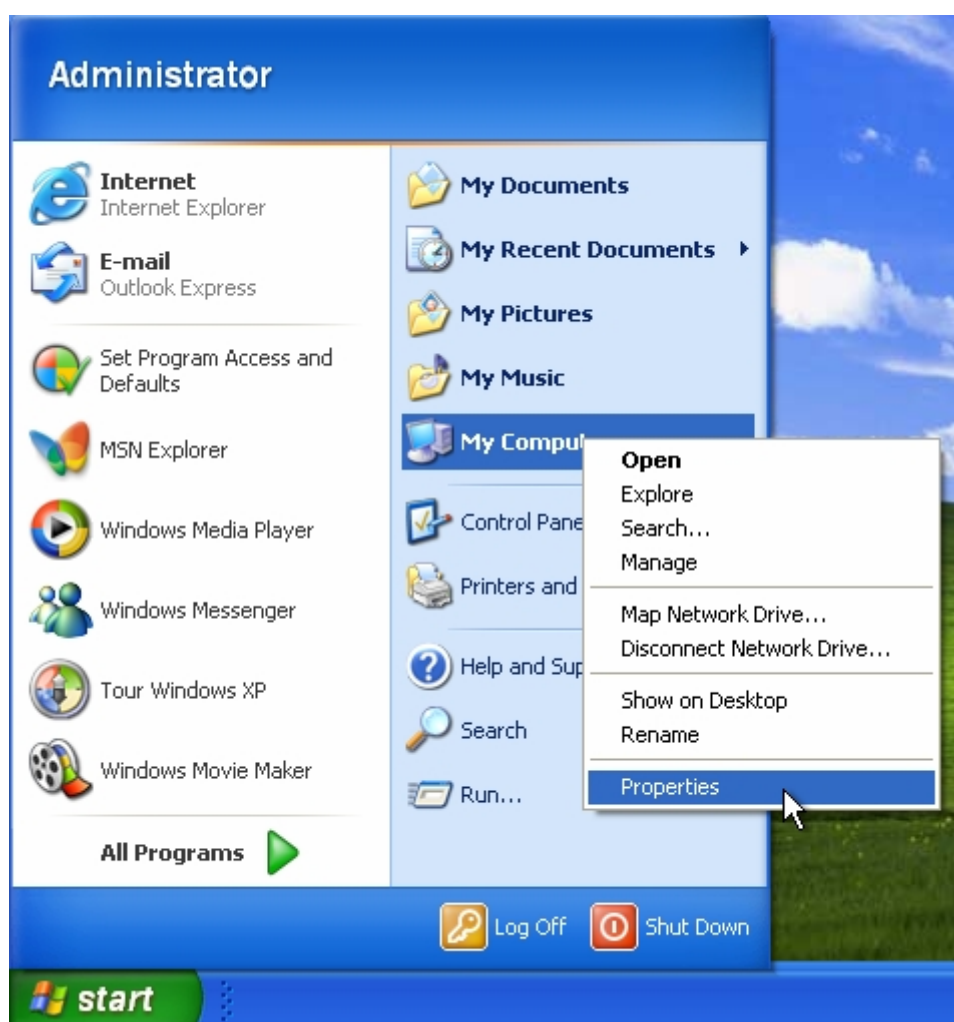 Administrator
Internet
Internet Explorer
E-mail
Outlook Express
Set Program Access and
Defaults
MSN Explorer
Windows Media Player
Windows Messenger
Tour Windows XP
Windows Movie Maker
All Programs
My Documents
My Recent Documents
My Pictures
My Music
My Comput
Control Pane
Printers and
Help and Sup
Search
Run...
Open
Explore
Search...
Manage
Map Network Drive...
Disconnect Network Drive...
Show on Desktop
Rename
Properties
Log Off
Shut Down
start